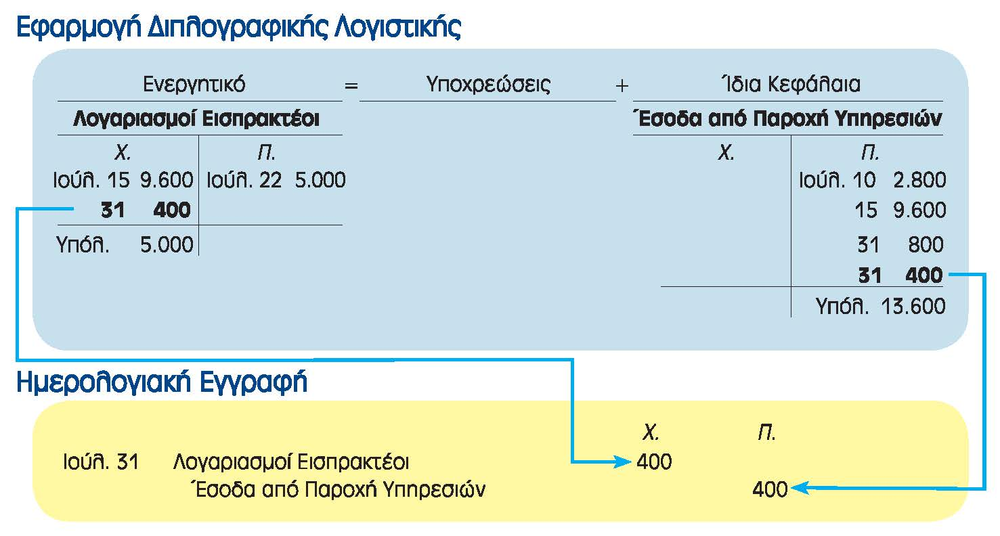 Εφαρμογή Διπλογραφικής Λογιστικής
Ενεργητικό = Υποχρεώσεις + Ίδια Κεφάλαια
Λογαριασμοί Εισπρακτέοι Έσοδα από Παροχή Υπηρεσιών
Χ. Π. Χ. Π.
Ιούλ. 15 9.600 Ιούλ. 22 5.000 Ιούλ. 10 2.800
31 400 15 9.600
Υπόλ. 5.000 31 800
31 400
Υπόλ. 13.600
Ημερολογιακή Εγγραφή
Χ. Π.
Ιούλ. 31 Λογαριασμοί Εισπρακτέοι 400
Έσοδα από Παροχή Υπηρεσιών 400